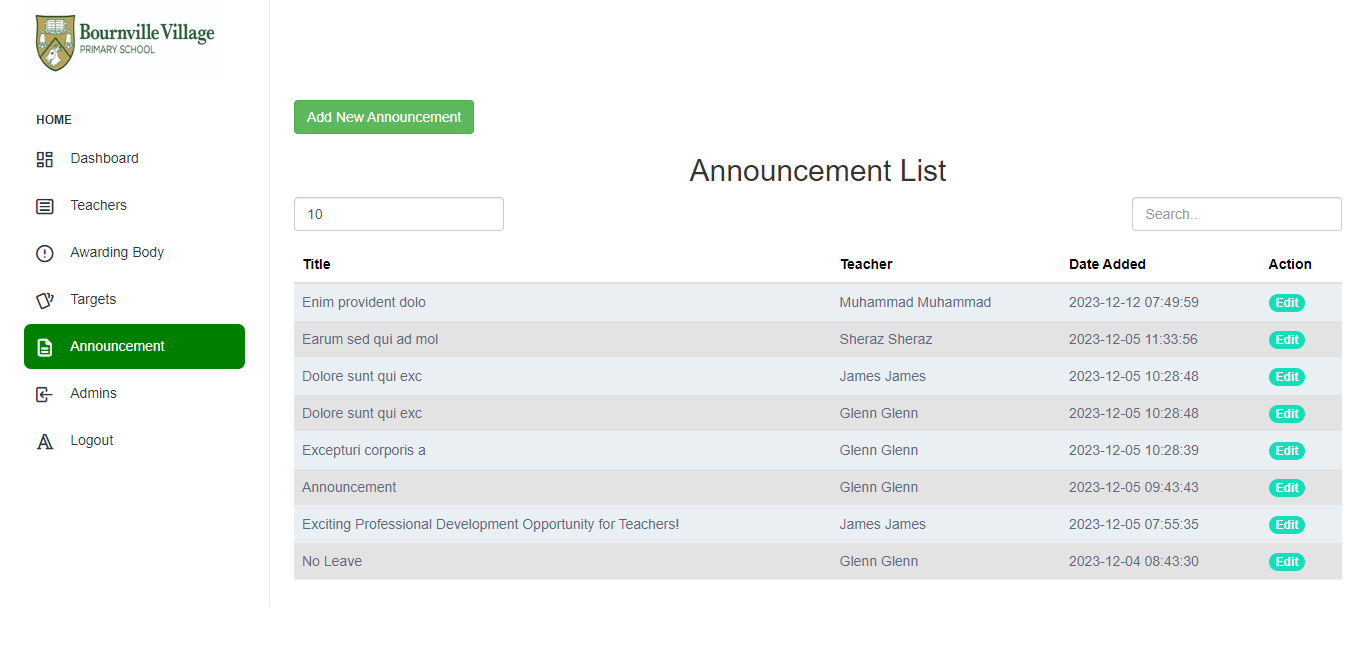 Bournville Village
PRIMARY SCHOOL
HOME
Dashboard
Teachers
Awarding Body
Targets
Announcement
Admins
Logout
Add New Announcement
Announcement List
10 Search..
Title Teacher Date Added Action
Enim provident dolo Muhammad Muhammad 2023-12-12 07:49:59 Edit
Earum sed qui ad mol Sheraz Sheraz 2023-12-05 11:33:56 Edit
Dolore sunt qui exc James James 2023-12-05 10:28:48 Edit
Dolore sunt qui exc Glenn Glenn 2023-12-05 10:28:48 Edit
Excepturi corporis a Glenn Glenn 2023-12-05 10:28:39 Edit
Announcement Glenn Glenn 2023-12-05 09:43:43 Edit
Exciting Professional Development Opportunity for Teachers! James James 2023-12-05 07:55:35 Edit
No Leave Glenn Glenn 2023-12-04 08:43:30 Edit